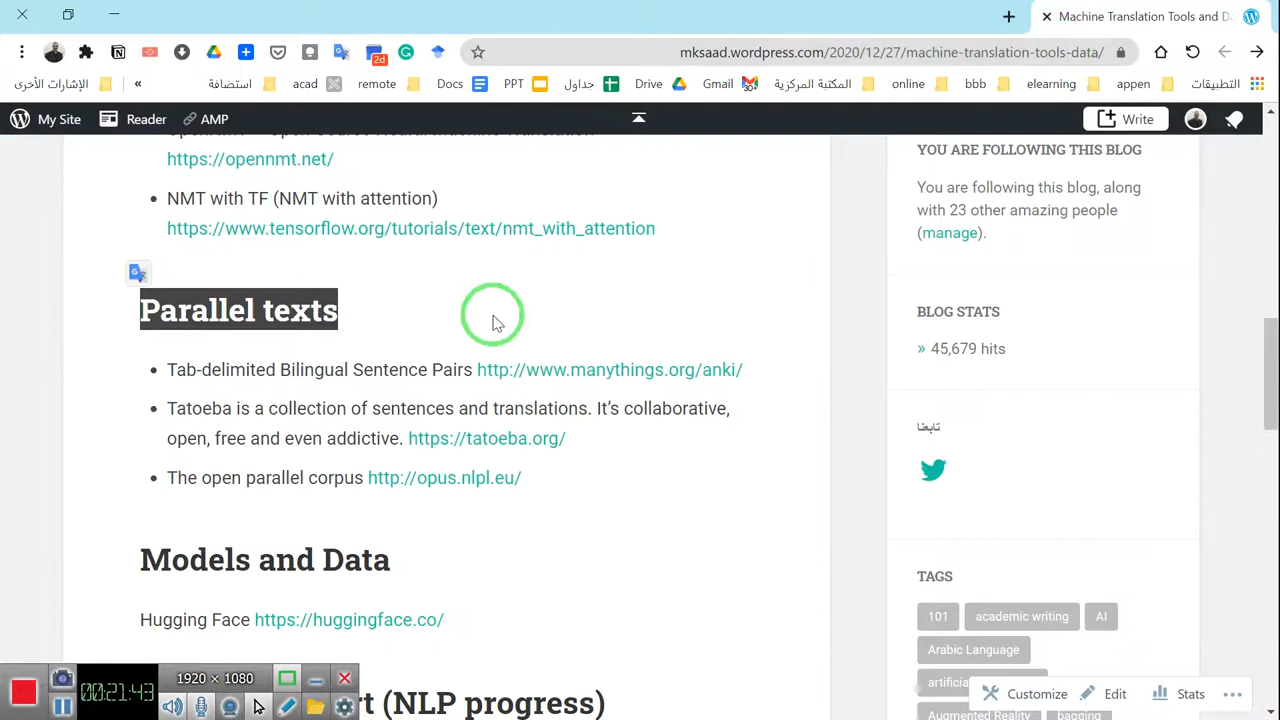 Machine Translation Tools and D
2d
mksaad.wordpress.com/2020/12/27/machine-translation-tools-data/
الإشارات الأخرى
»
استضافة
acad
remote
Docs
PPT
جداول
Drive
Gmail
المكتبة المركزية
online
bbb
elearning
appen
التطبيقات
My Site
Reader
AMP
Write
https://opennmt.net/
• NMT with TF (NMT with attention)
https://www.tensorflow.org/tutorials/text/nmt_with_attention
Parallel texts
• Tab-delimited Bilingual Sentence Pairs http://www.manythings.org/anki/
• Tatoeba is a collection of sentences and translations. It’s collaborative,
open, free and even addictive. https://tatoeba.org/
• The open parallel corpus http://opus.nlpl.eu/
Models and Data
Hugging Face https://huggingface.co/
rt (NLP progress)
YOU ARE FOLLOWING THIS BLOG
You are following this blog, along
with 23 other amazing people
(manage).
BLOG STATS
» 45,679 hits
تابعنا
TAGS
101
academic writing
AI
Arabic Language
artificia
Augmented Reality
bagging
Customize
Edit
Stats
00:21:43
1920 × 1080